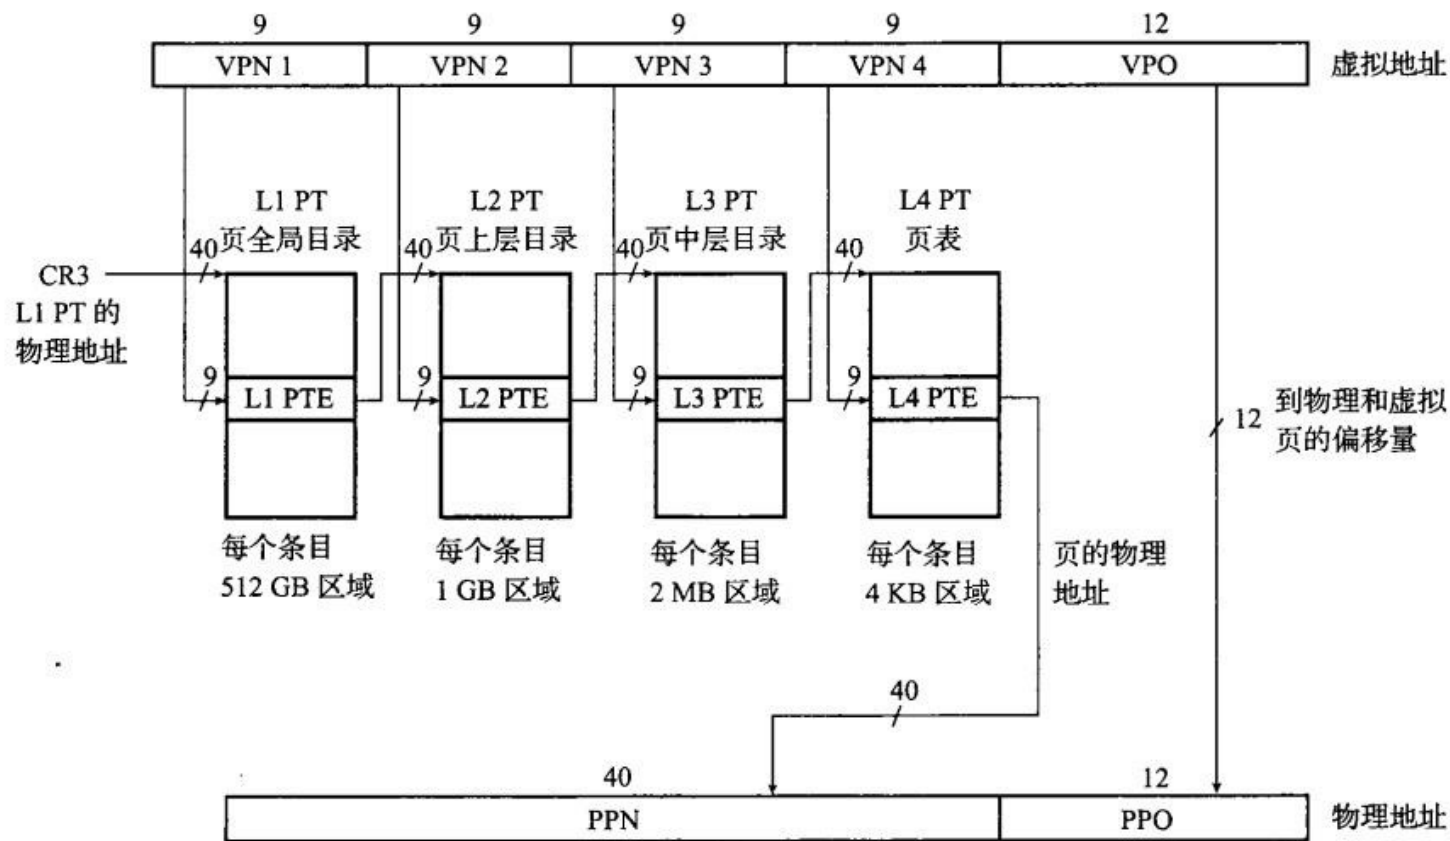 9 9 9 9 12
VPN 1 VPN 2 VPN 3 VPN 4 VPO 虚拟地址
L1 PT
页全局目录
L2 PT
页上层目录
L3 PT
页中层目录
L4 PT
页表
40 40 40 40
CR3
L1 PT 的
物理地址
9 9 9 9
L1 PTE L2 PTE L3 PTE L4 PTE
12
到物理和虚拟
页的偏移量
每个条目
512 GB 区域
每个条目
1 GB 区域
每个条目
2 MB 区域
每个条目
4 KB 区域
页的物理
地址
40
40 12
PPN PPO 物理地址